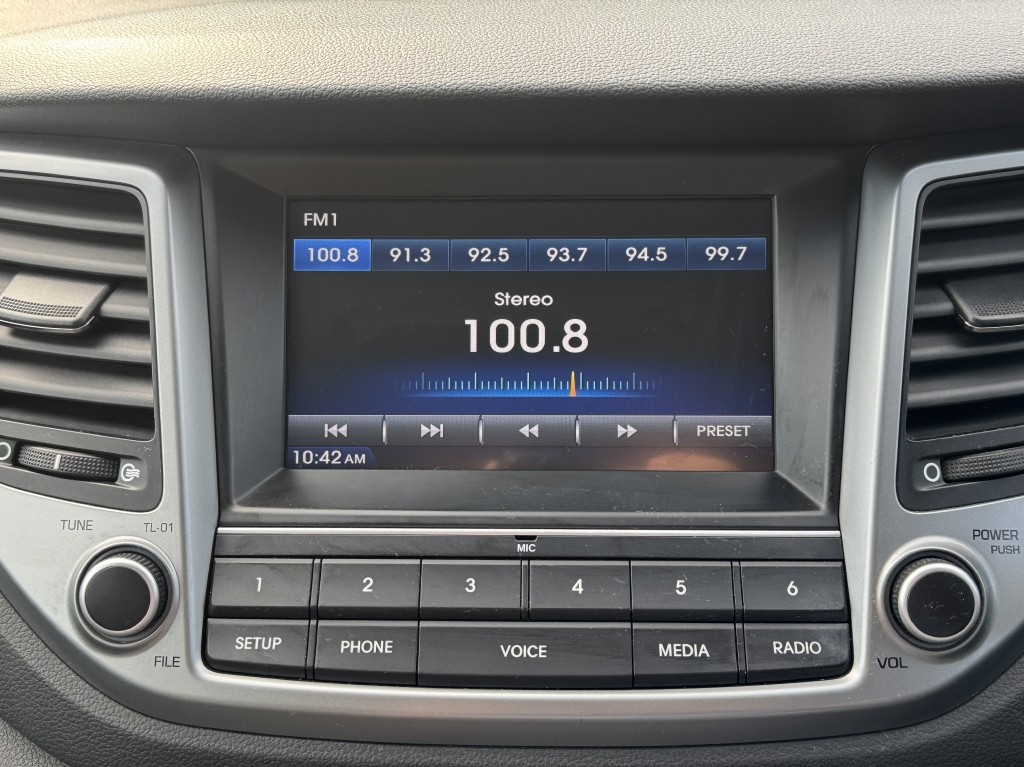 FM1
100.8 91.3 92.5 93.7 94.5 99.7
Stereo
100.8
PRESET
10:42 AM
TUNE TL-01
POWER
PUSH
MIC
1 2 3 4 5 6
SETUP PHONE VOICE MEDIA RADIO
FILE
VOL